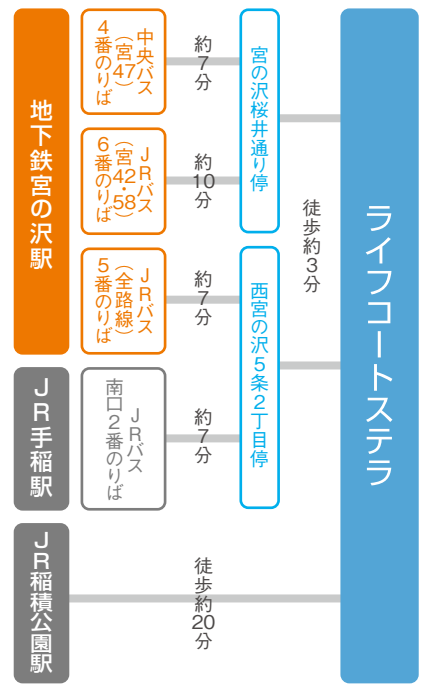 地下鉄宮の沢駅
中央バス
（宮47）
4番のりば
約7分
JRバス
（宮42・58）
6番のりば
約10分
宮の沢桜井通り停
JRバス
（全路線）
5番のりば
約7分
JR手稲駅
JRバス
南口2番のりば
約7分
西宮の沢5条2丁目停
徒歩約3分
JR稲積公園駅
徒歩約20分
ライフコートステラ